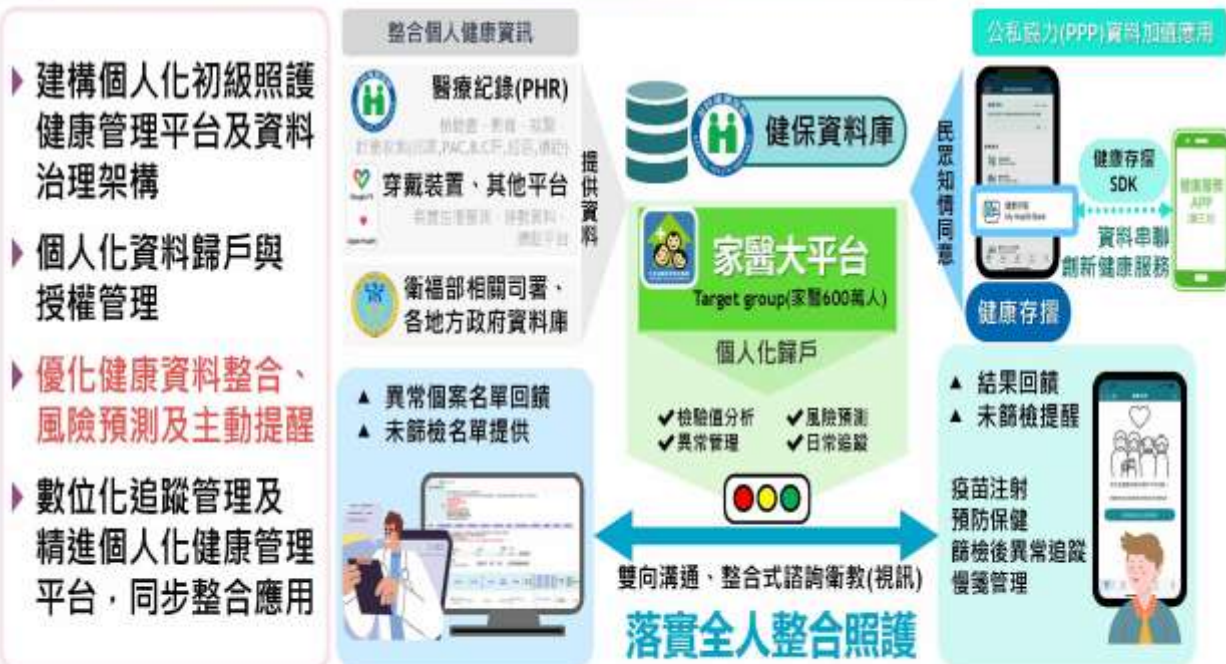 建構個人化初級照護
健康管理平台及資料
治理架構
個人化資料歸戶與
授權管理
優化健康資料整合、
風險預測及主動提醒
數位化追蹤管理及
精進個人化健康管理
平台，同步整合應用
整合個人健康資訊
醫療紀錄(PHR)
穿戴裝置、其他平台
衛福部相關司署、
各地方政府資料庫
提供資料
▲ 異常個案名單回饋
▲ 未篩檢名單提供
健保資料庫
家醫大平台
Target group(家醫600萬人)
個人化歸戶
✔檢驗值分析 ✔風險預測
✔異常管理 ✔日常追蹤
雙向溝通、整合式諮詢衛教(視訊)
落實全人整合照護
公私協力(PPP)資料加值應用
民眾知情同意
健康存摺
My Health Bank
健康存摺
SDK
健康服務
APP
資料串聯
創新健康服務
健康存摺
▲ 結果回饋
▲ 未篩檢提醒
疫苗注射
預防保健
篩檢後異常追蹤
慢箋管理